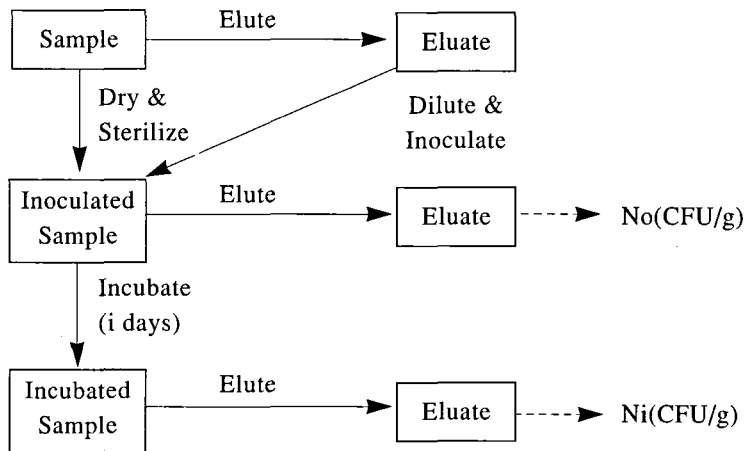 Sample
Elute
Eluate
Dry &
Sterilize
Dilute &
Inoculate
Inoculated
Sample
Elute
Eluate
No(CFU/g)
Incubate
(i days)
Incubated
Sample
Elute
Eluate
Ni(CFU/g)